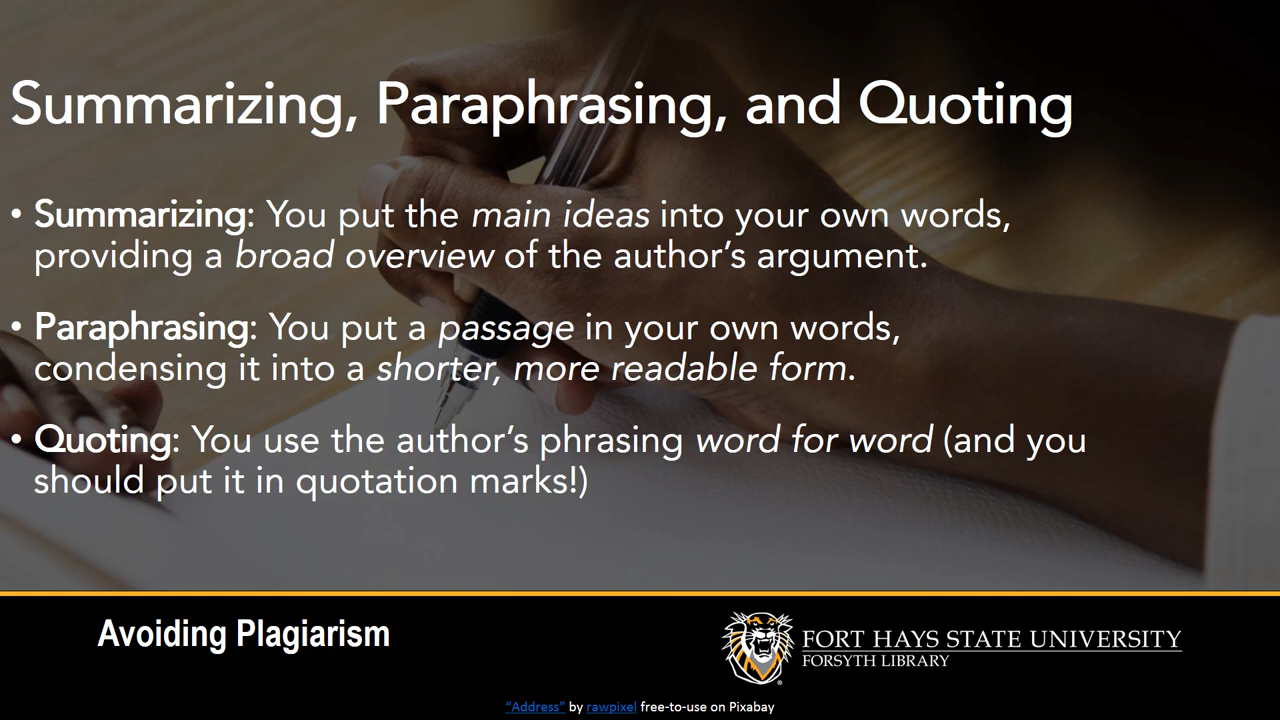 Summarizing, Paraphrasing, and Quoting
• Summarizing: You put the main ideas into your own words,
providing a broad overview of the author’s argument.
• Paraphrasing: You put a passage in your own words,
condensing it into a shorter, more readable form.
• Quoting: You use the author’s phrasing word for word (and you
should put it in quotation marks!)
Avoiding Plagiarism
FORT HAYS STATE UNIVERSITY
FORSYTH LIBRARY
“Address” by rawpixel free-to-use on Pixabay